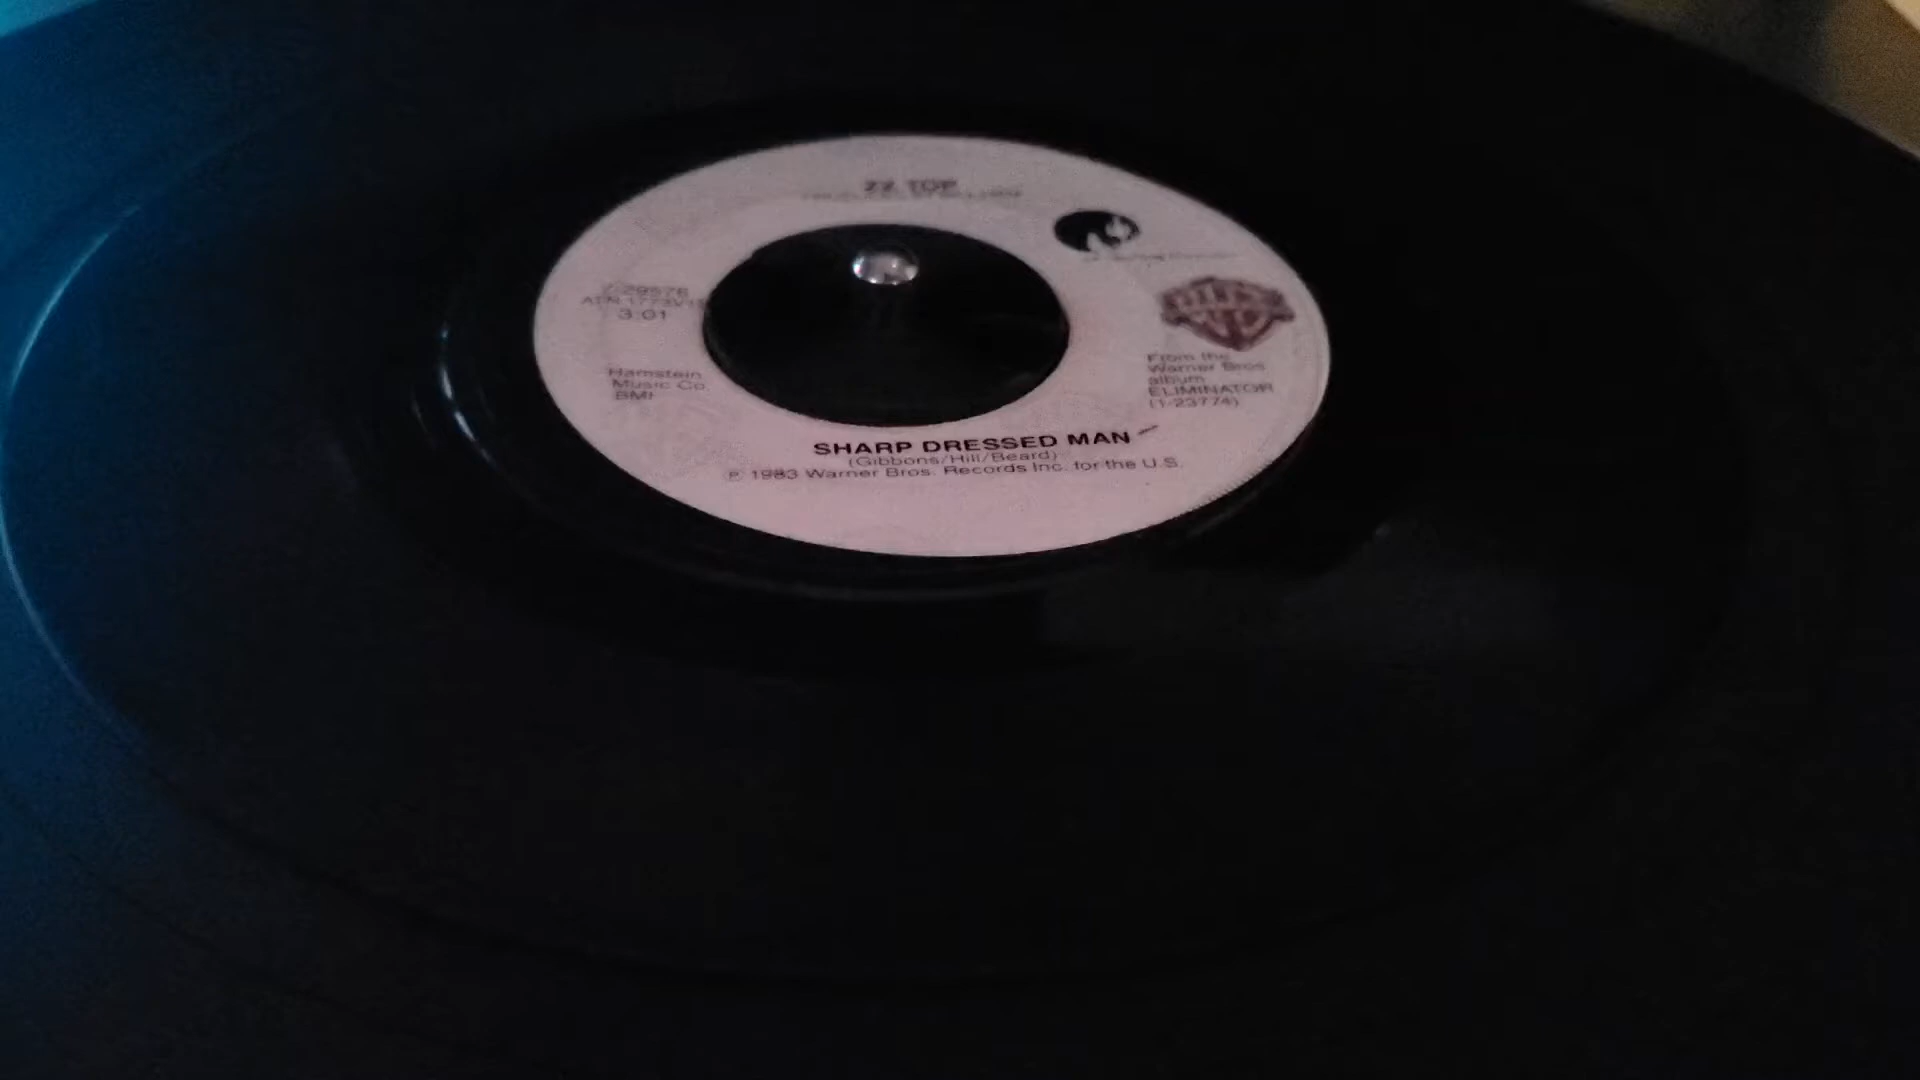 ZZ TOP
7-29576
3:01
Hamstein
Music Co.
BMI
From the
Warner Bros.
album
ELIMINATOR
(1-23774)
SHARP DRESSED MAN
(Gibbons/Hill/Beard)
℗ 1983 Warner Bros. Records Inc. for the U.S.